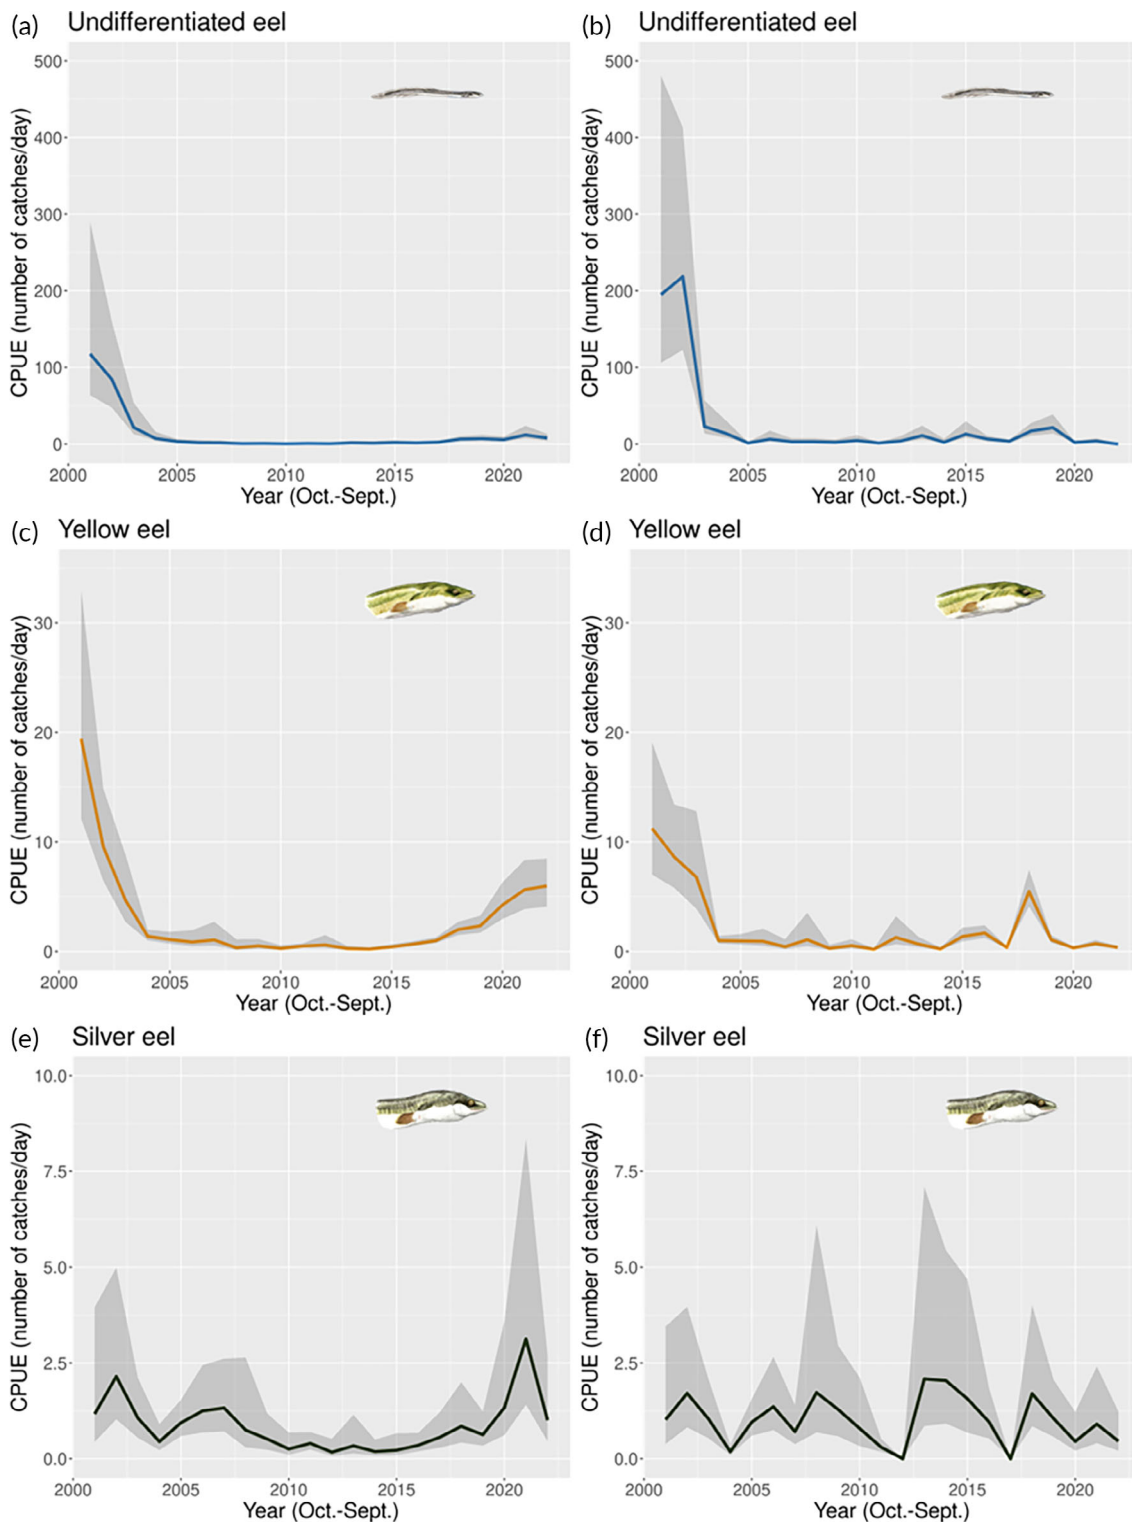 (a) Undifferentiated eel
CPUE (number of catches/day)
500
400
300
200
100
0
2000 2005 2010 2015 2020
Year (Oct.-Sept.)
(b) Undifferentiated eel
CPUE (number of catches/day)
500
400
300
200
100
0
2000 2005 2010 2015 2020
Year (Oct.-Sept.)
(c) Yellow eel
CPUE (number of catches/day)
30
20
10
0
2000 2005 2010 2015 2020
Year (Oct.-Sept.)
(d) Yellow eel
CPUE (number of catches/day)
30
20
10
0
2000 2005 2010 2015 2020
Year (Oct.-Sept.)
(e) Silver eel
CPUE (number of catches/day)
10.0
7.5
5.0
2.5
0.0
2000 2005 2010 2015 2020
Year (Oct.-Sept.)
(f) Silver eel
CPUE (number of catches/day)
10.0
7.5
5.0
2.5
0.0
2000 2005 2010 2015 2020
Year (Oct.-Sept.)